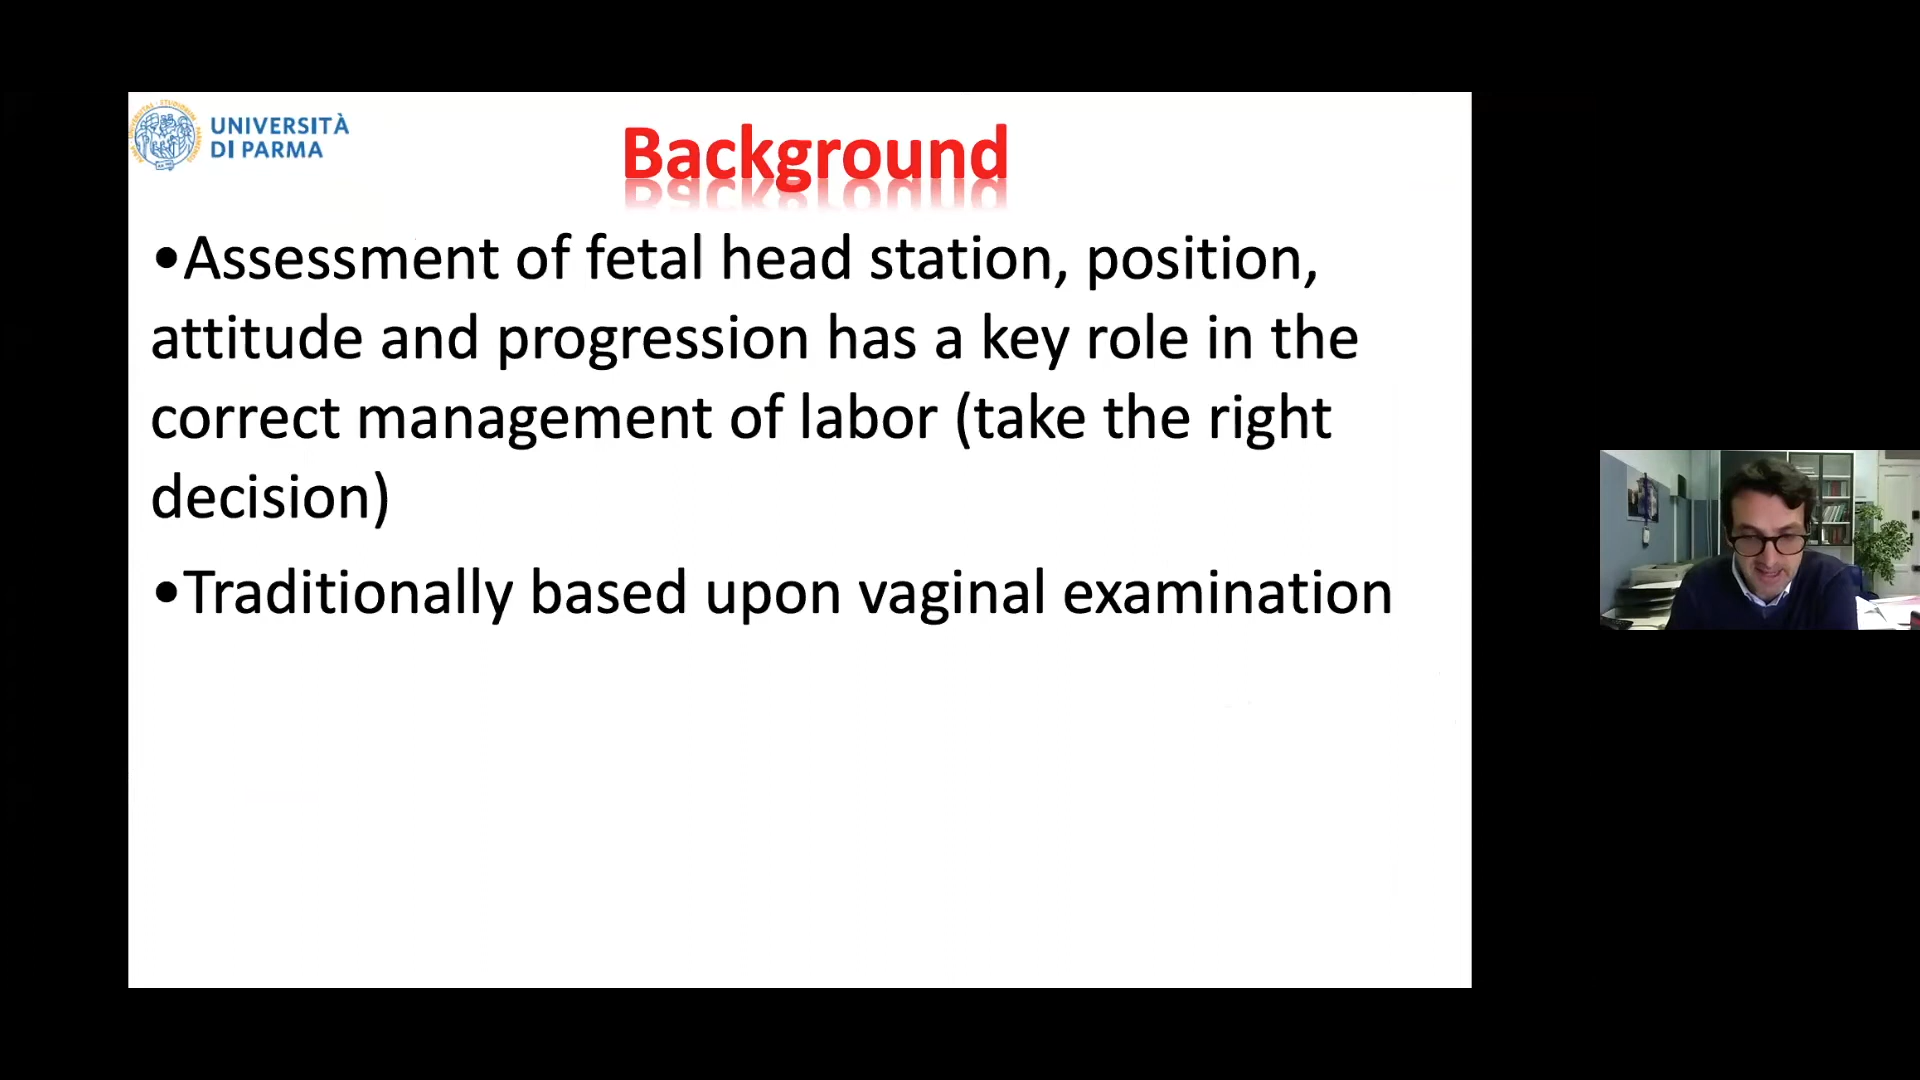 UNIVERSITÀ
DI PARMA
Background
•Assessment of fetal head station, position,
attitude and progression has a key role in the
correct management of labor (take the right
decision)
•Traditionally based upon vaginal examination